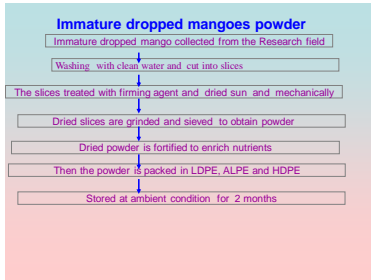 Immature dropped mangoes powder
Immature dropped mango collected from the Research field
Washing with clean water and cut into slices
The slices treated with firming agent and dried sun and mechanically
Dried slices are grinded and sieved to obtain powder
Dried powder is fortified to enrich nutrients
Then the powder is packed in LDPE, ALPE and HDPE
Stored at ambient condition for 2 months